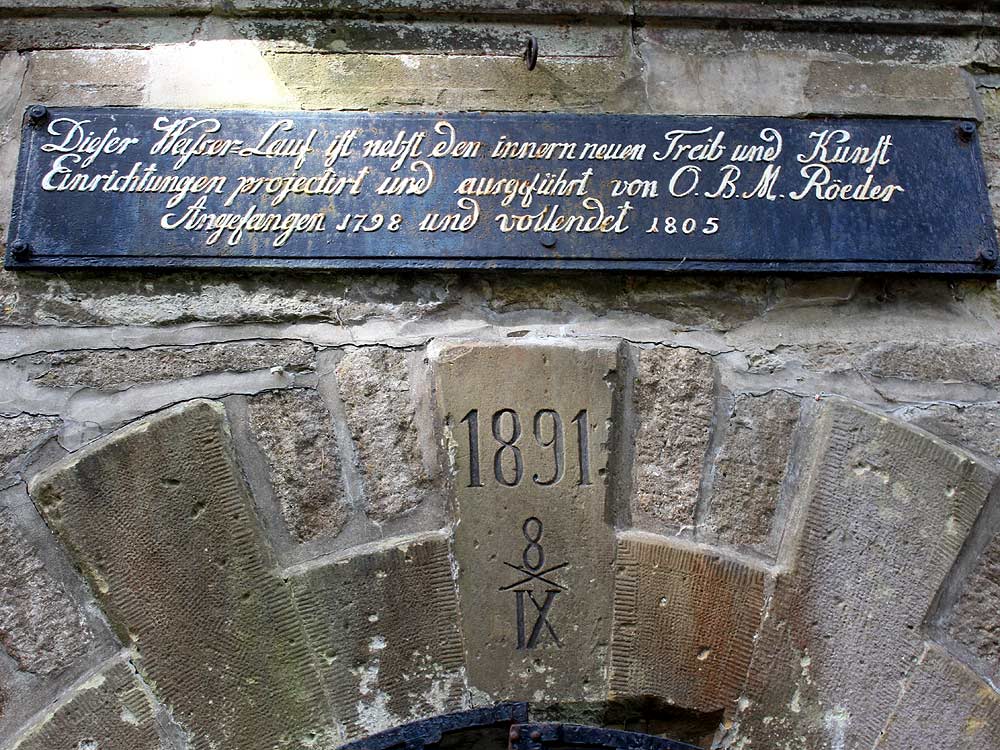 Dieser Weyser=Lauf ist nebst den innern neuen Treib und Kunst
Einrichtungen projectirt und ausgeführt von O. B. M. Röeder
Angefangen 1798 und vollendet 1805
1891
8
IX